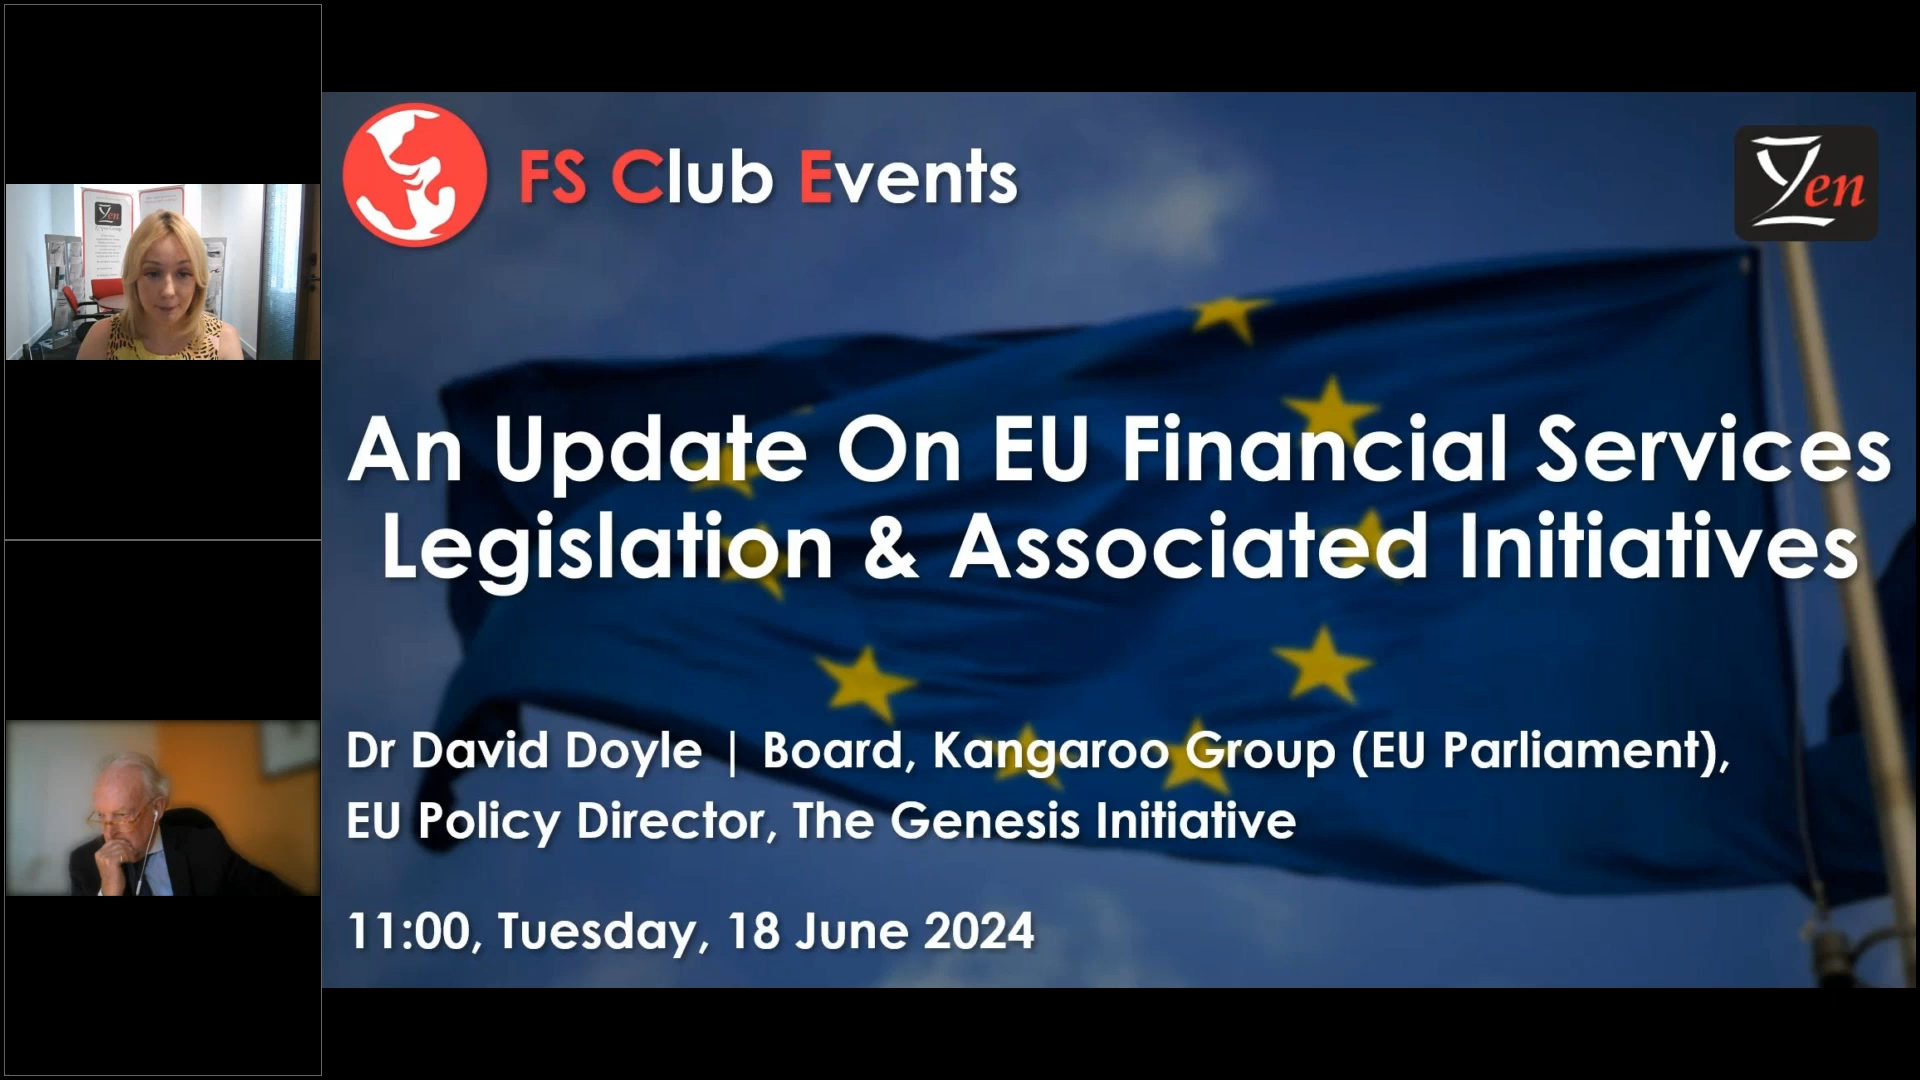 FS Club Events
Zen
An Update On EU Financial Services
Legislation & Associated Initiatives
Dr David Doyle | Board, Kangaroo Group (EU Parliament),
EU Policy Director, The Genesis Initiative
11:00, Tuesday, 18 June 2024